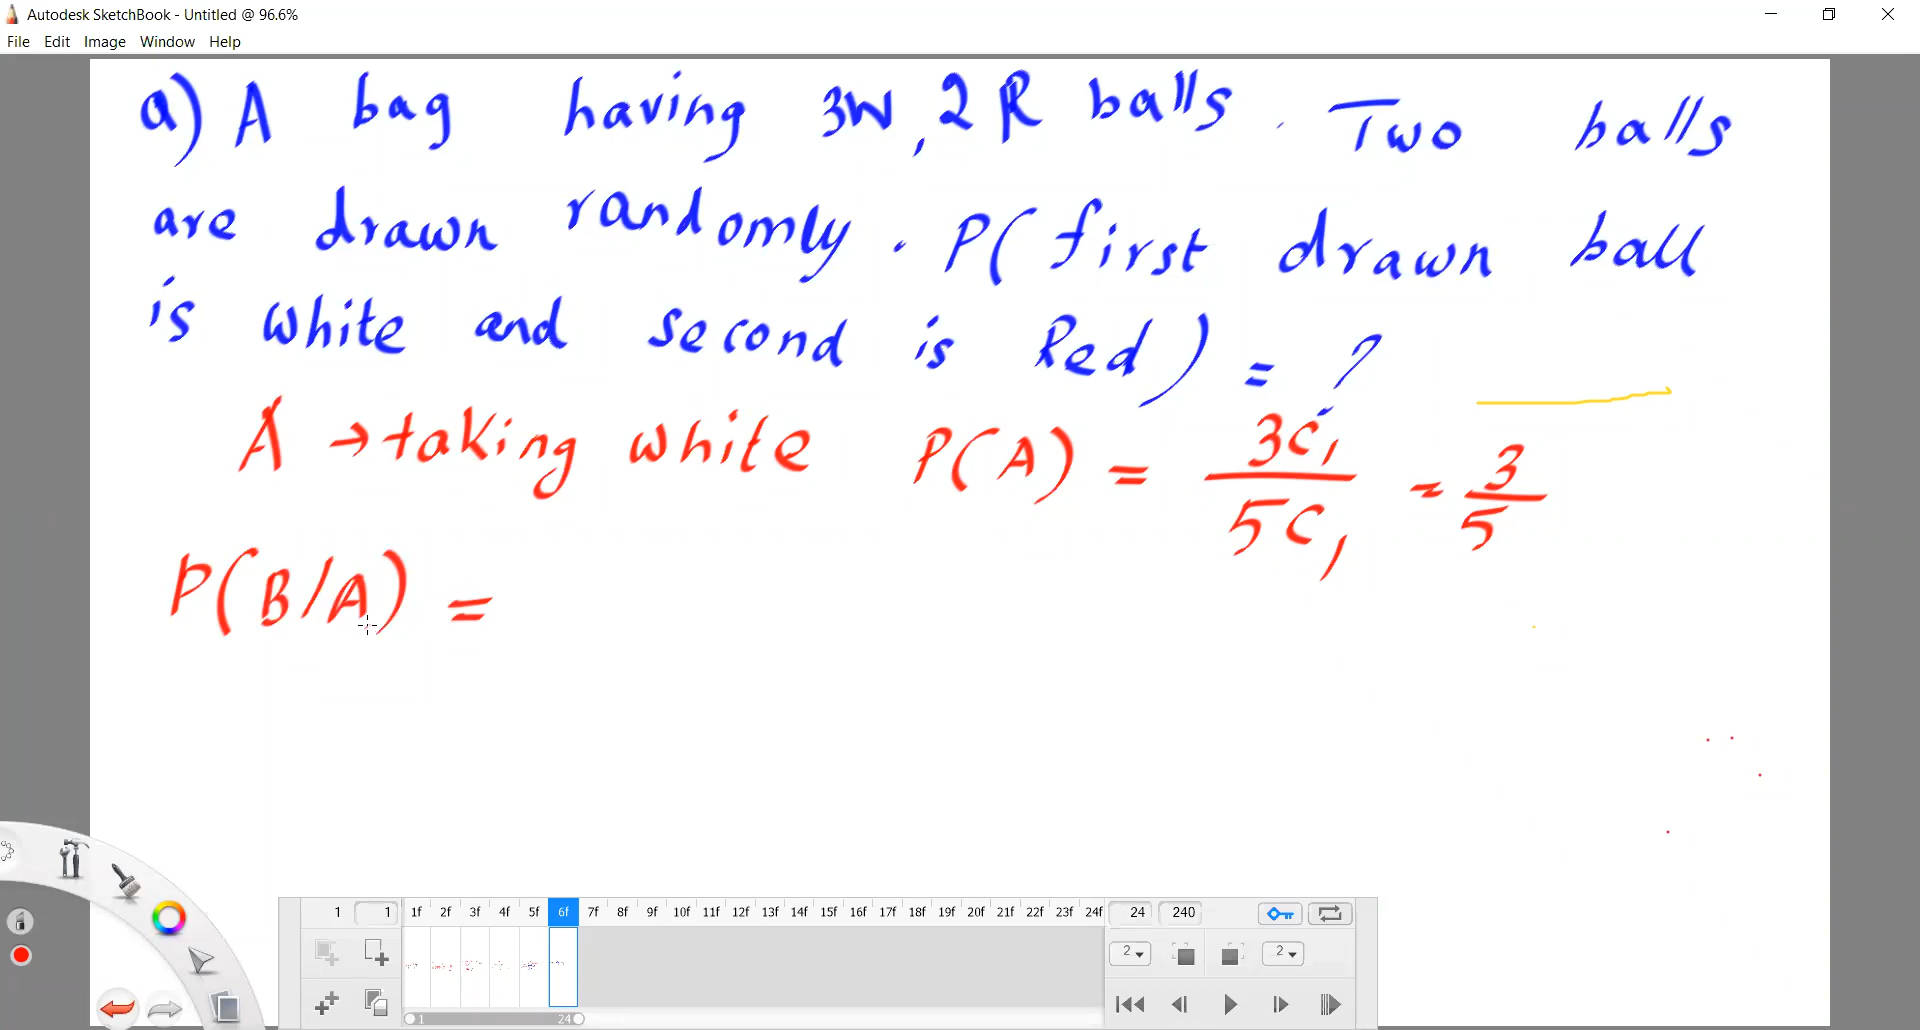 Autodesk SketchBook - Untitled @ 96.6%
File Edit Image Window Help
a) A bag having 3W, 2R balls. Two balls
are drawn randomly. P(first drawn ball
is white and second is Red) = ?
A → taking white P(A) = 3C1 / 5C1 = 3/5
P(B/A) =
1 1 1f 2f 3f 4f 5f 6f 7f 8f 9f 10f 11f 12f 13f 14f 15f 16f 17f 18f 19f 20f 21f 22f 23f 24f 24 240
2 2
1 24